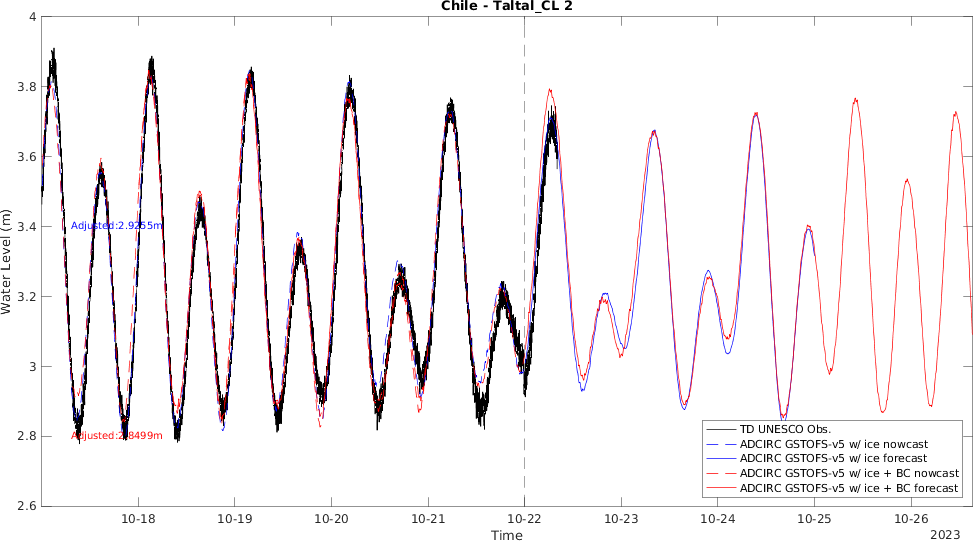 Chile - Taltal_CL 2
Water Level (m)
4
3.8
3.6
3.4
3.2
3
2.8
2.6
Adjusted:2.9255m
Adjusted:2.8499m
TD UNESCO Obs.
ADCIRC GSTOFS-v5 w/ ice nowcast
ADCIRC GSTOFS-v5 w/ ice forecast
ADCIRC GSTOFS-v5 w/ ice + BC nowcast
ADCIRC GSTOFS-v5 w/ ice + BC forecast
10-18
10-19
10-20
10-21
10-22
10-23
10-24
10-25
10-26
Time
2023